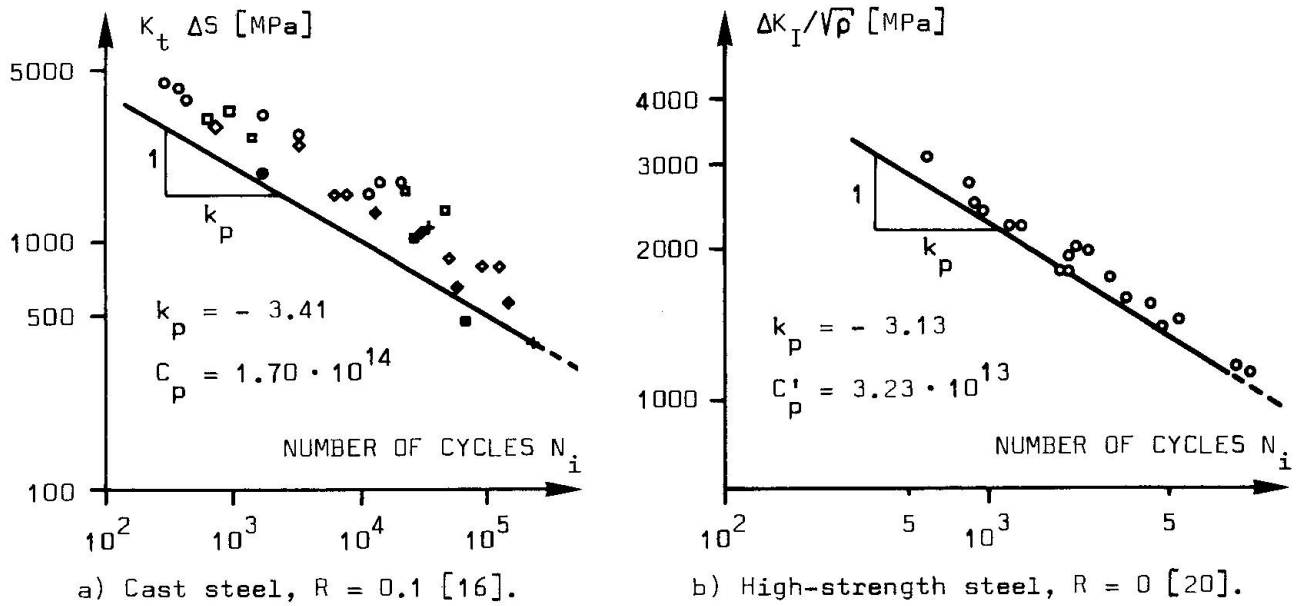 K_t ΔS [MPa]
5000
1000
500
100
1
k_p
k_p = - 3.41
C_p = 1.70 · 10^14
NUMBER OF CYCLES N_i
10^2 10^3 10^4 10^5
a) Cast steel, R = 0.1 [16].
ΔK_I/√ρ [MPa]
4000
3000
2000
1000
1
k_p
k_p = - 3.13
C'_p = 3.23 · 10^13
NUMBER OF CYCLES N_i
10^2 5 10^3 5
b) High-strength steel, R = 0 [20].